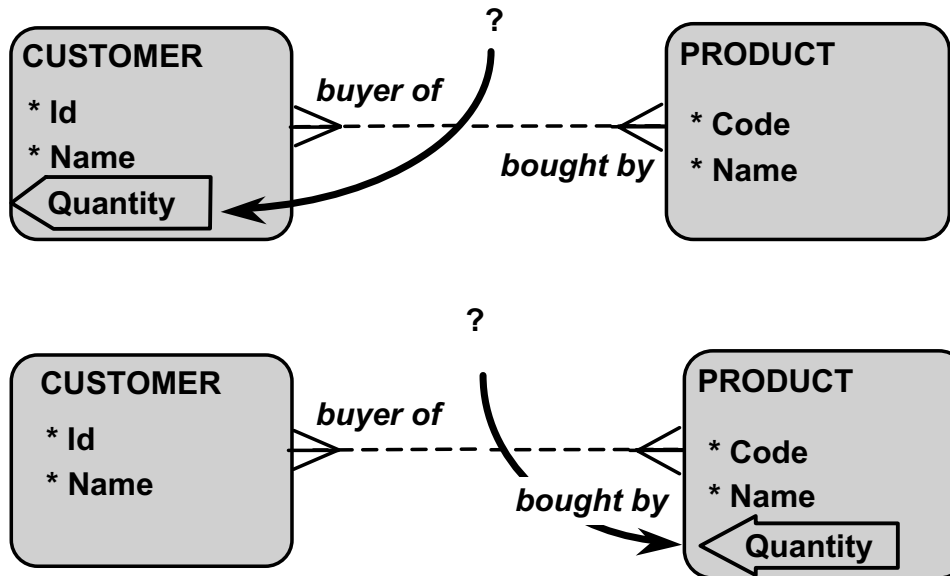 ?
CUSTOMER
PRODUCT
buyer of
* Id
* Code
* Name
bought by
* Name
Quantity
?
CUSTOMER
PRODUCT
buyer of
* Id
* Code
* Name
bought by
* Name
Quantity